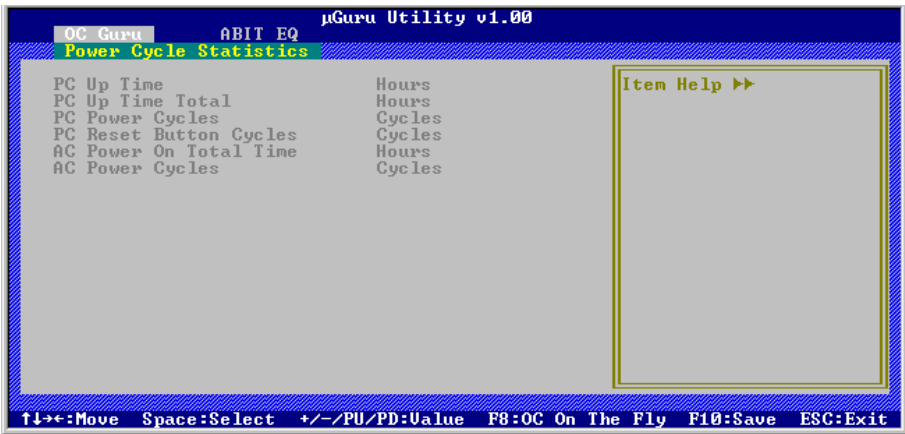 μGuru Utility v1.00
OC Guru ABIT EQ
Power Cycle Statistics
PC Up Time Hours
PC Up Time Total Hours
PC Power Cycles Cycles
PC Reset Button Cycles Cycles
AC Power On Total Time Hours
AC Power Cycles Cycles
Item Help ▶▶
↑↓→←:Move Space:Select +/-/PU/PD:Value F8:OC On The Fly F10:Save ESC:Exit